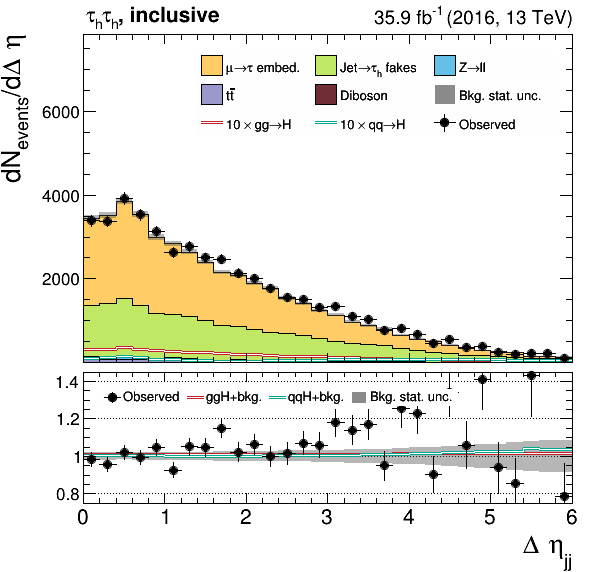 τhτh, inclusive 35.9 fb-1 (2016, 13 TeV)
dNevents/dΔ η
μ→τ embed. Jet→τh fakes Z→ll
tt̄ Diboson Bkg. stat. unc.
10 × gg→H 10 × qq→H Observed
6000
4000
2000
Observed ggH+bkg. qqH+bkg. Bkg. stat. unc.
1.4
1.2
1
0.8
0 1 2 3 4 5 6
Δ ηjj